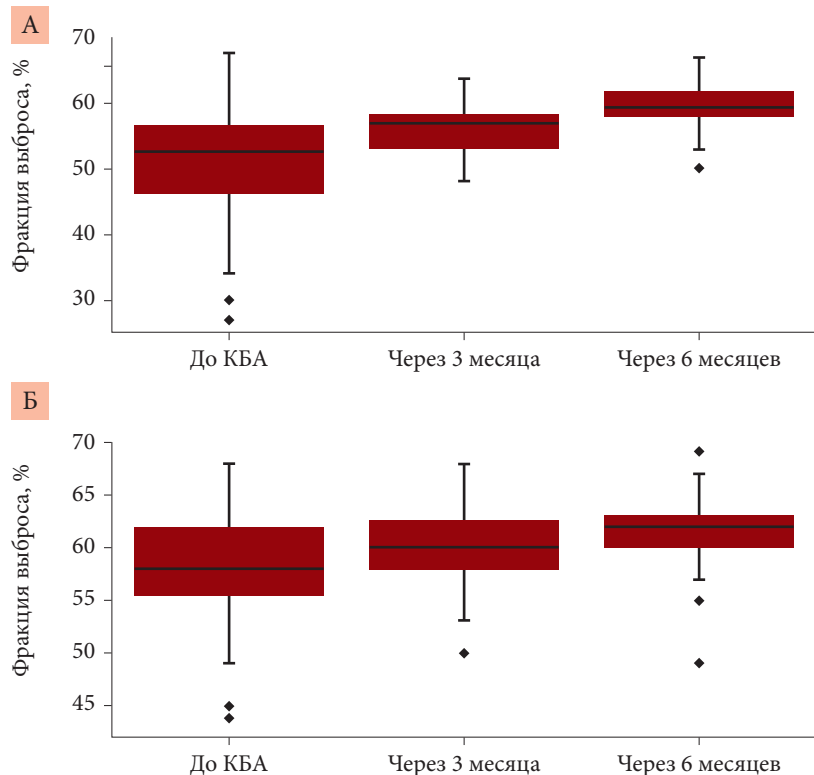 А
Фракция выброса, %
70
60
50
40
30
До КБА
Через 3 месяца
Через 6 месяцев
Б
Фракция выброса, %
70
65
60
55
50
45
До КБА
Через 3 месяца
Через 6 месяцев